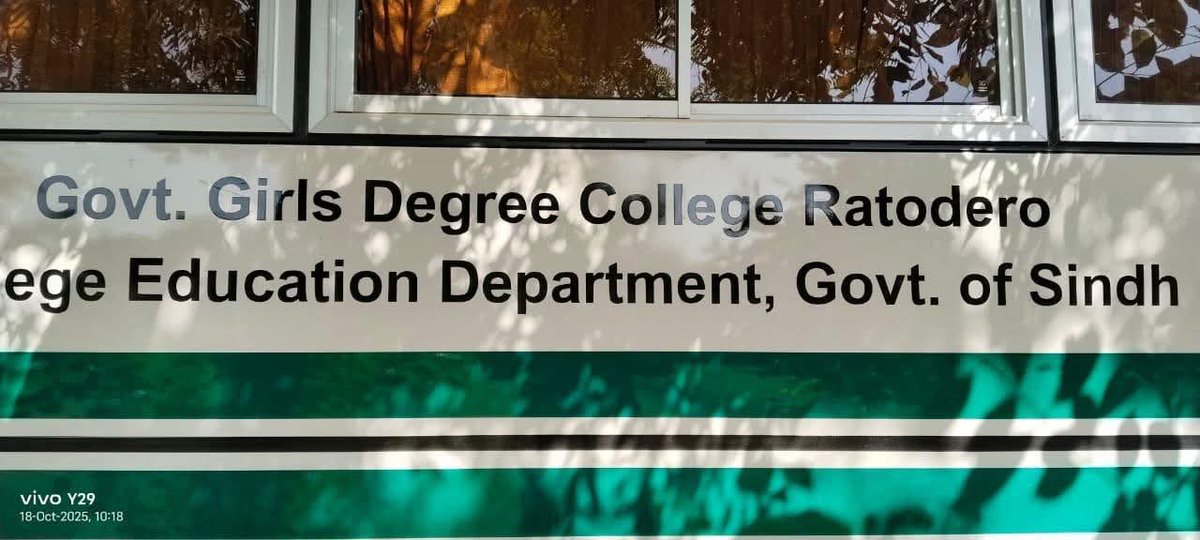 Govt. Girls Degree College Ratodero
ege Education Department, Govt. of Sindh
vivo Y29
18-Oct-2025, 10:18